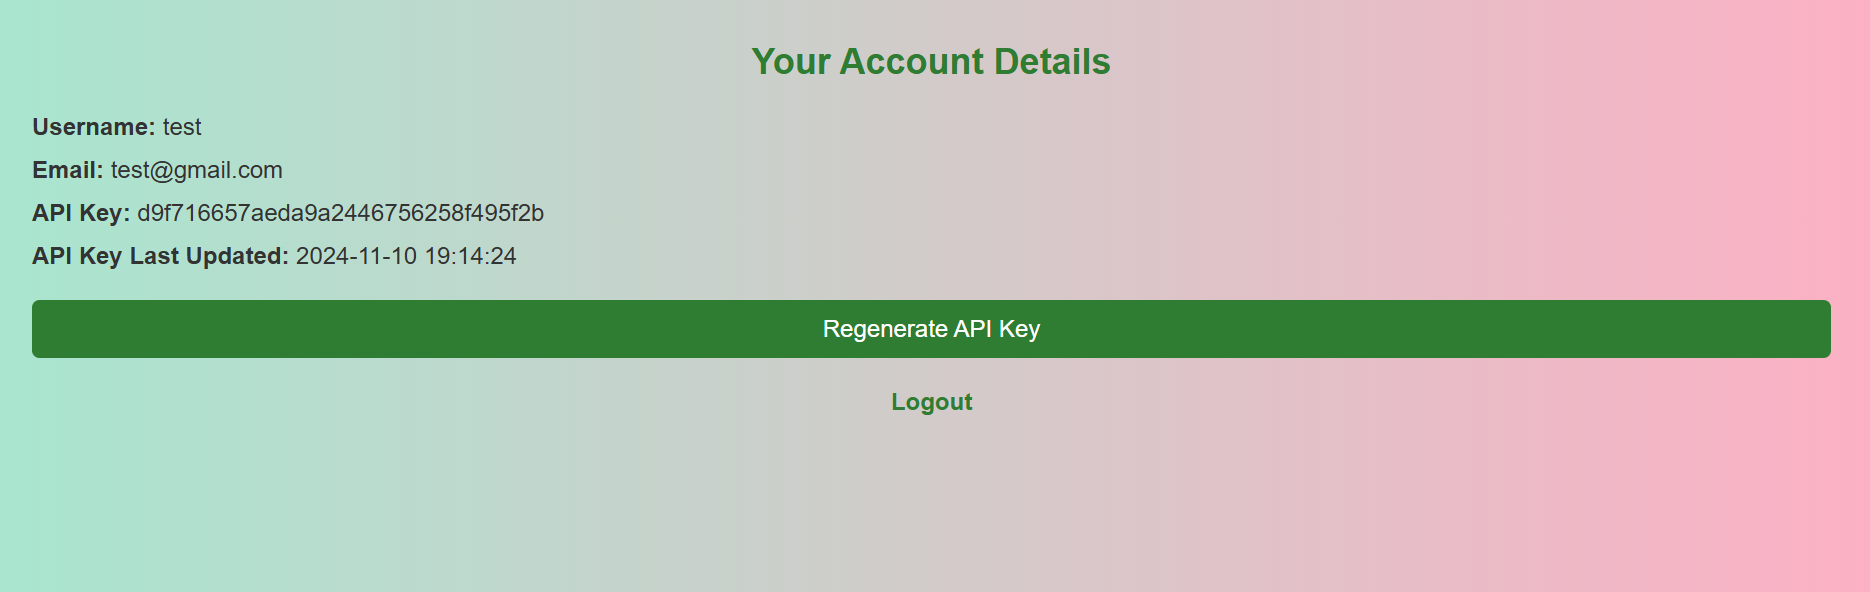 Your Account Details
Username: test
Email: test@gmail.com
API Key: d9f716657aeda9a2446756258f495f2b
API Key Last Updated: 2024-11-10 19:14:24
Regenerate API Key
Logout